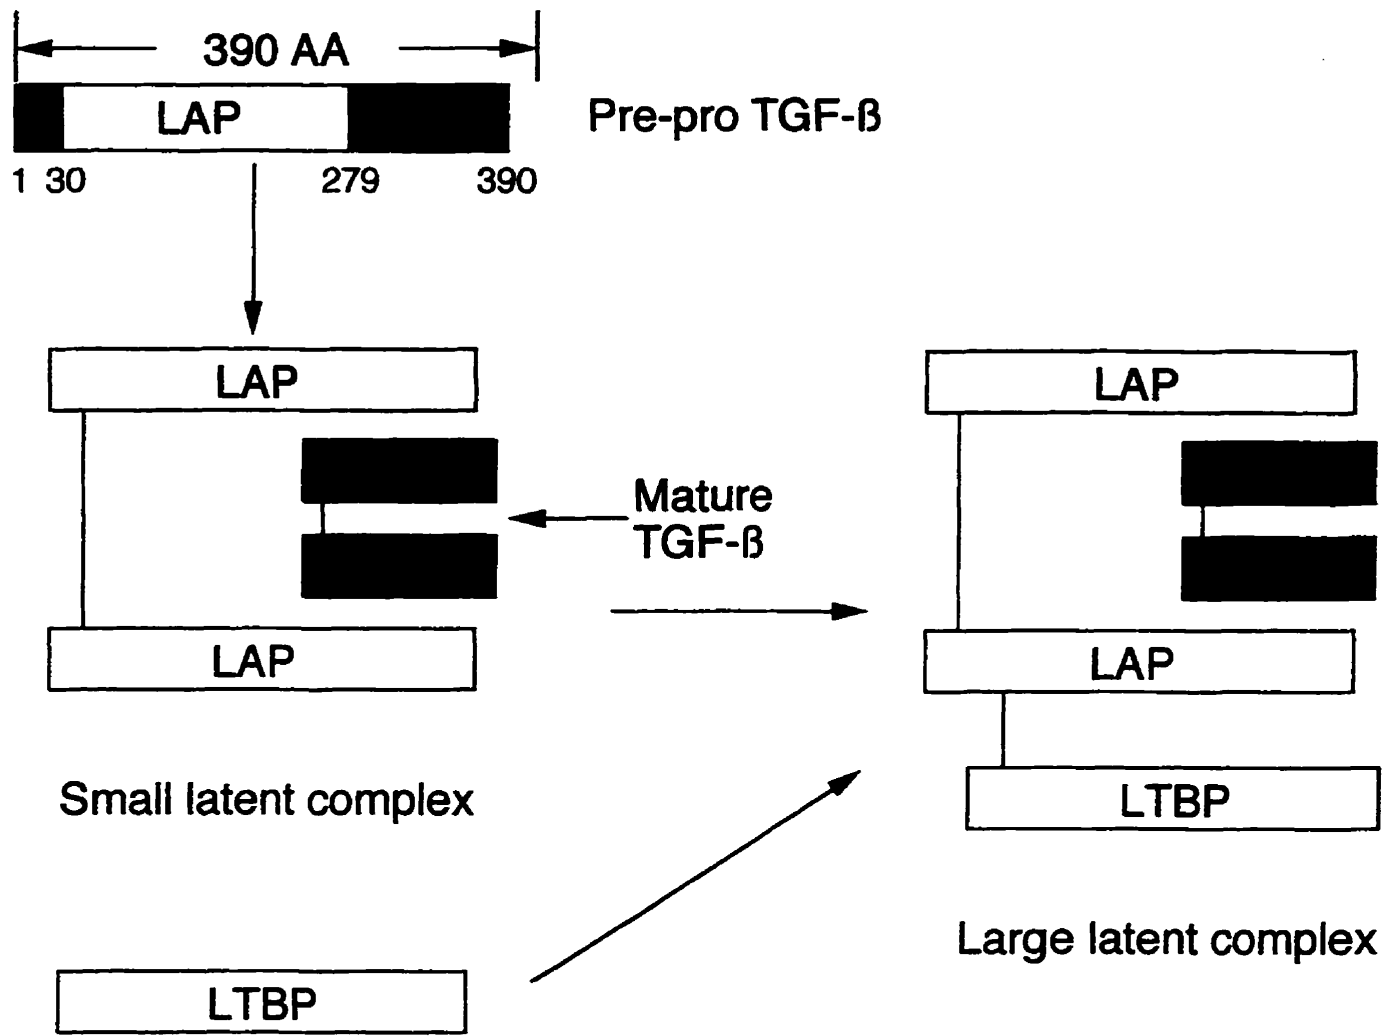 390 AA
LAP
Pre-pro TGF-ß
1 30 279 390
LAP
Mature
TGF-ß
LAP
Small latent complex
LTBP
LAP
LAP
LTBP
Large latent complex